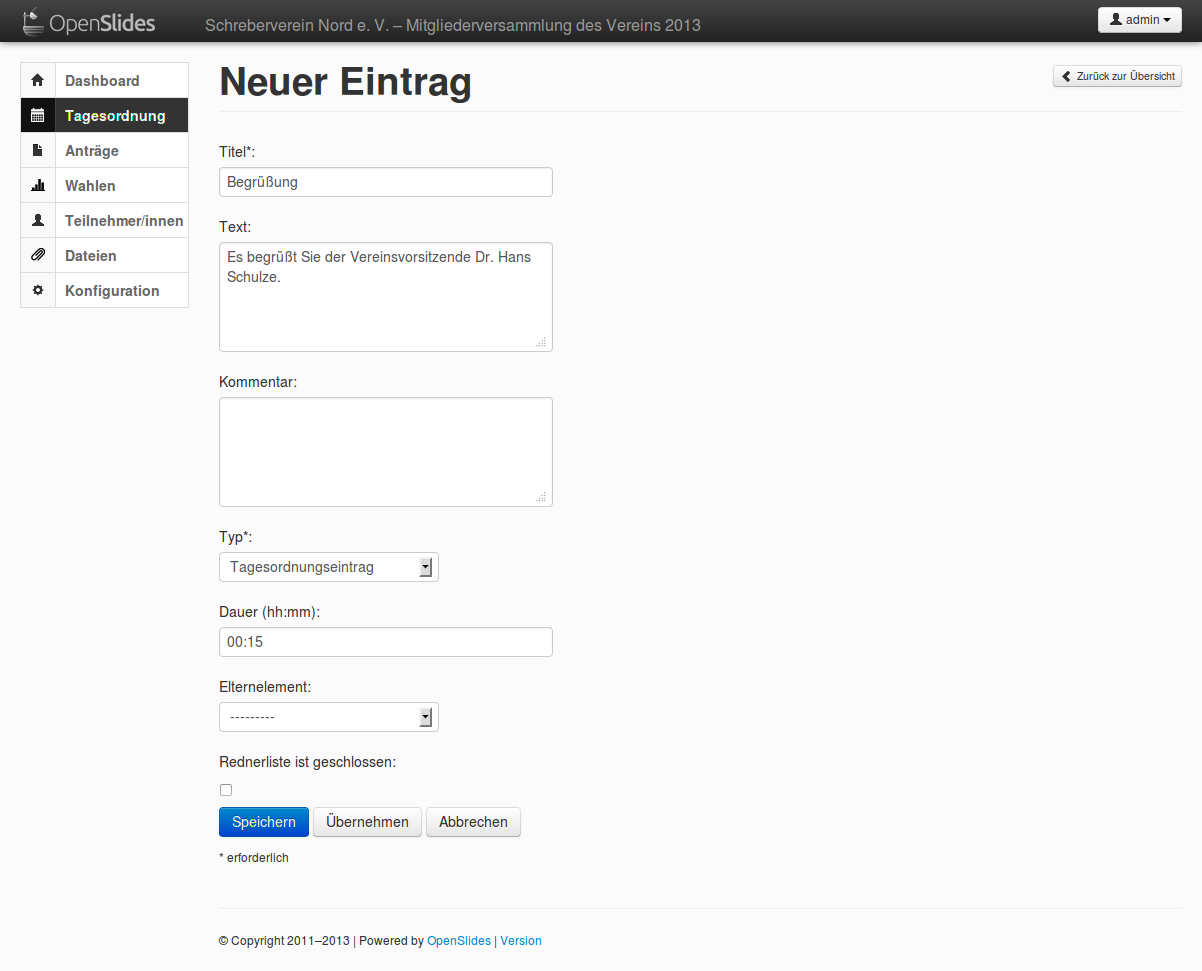 OpenSlides
Schreberverein Nord e. V. – Mitgliederversammlung des Vereins 2013
admin
Dashboard
Tagesordnung
Anträge
Wahlen
Teilnehmer/innen
Dateien
Konfiguration
Neuer Eintrag
Zurück zur Übersicht
Titel*:
Begrüßung
Text:
Es begrüßt Sie der Vereinsvorsitzende Dr. Hans
Schulze.
Kommentar:
Typ*:
Tagesordnungseintrag
Dauer (hh:mm):
00:15
Elternelement:
---------
Rednerliste ist geschlossen:
Speichern Übernehmen Abbrechen
* erforderlich
© Copyright 2011–2013 | Powered by OpenSlides | Version